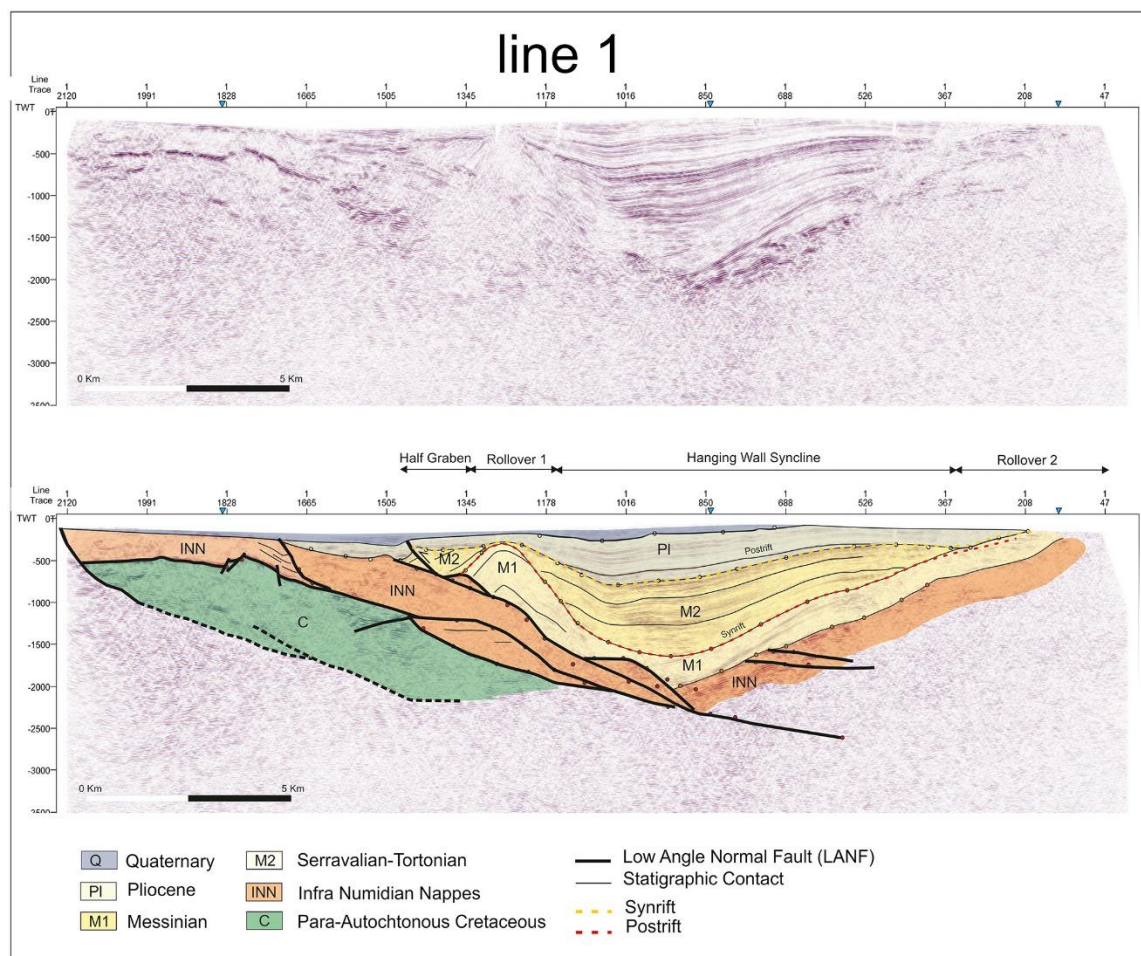 line 1
Line 1 1 1 1 1 1 1 1 1 1 1 1 1 1
Trace 2120 1991 1828 1665 1505 1345 1178 1016 850 688 526 367 208 47
TWT
0
-500
-1000
-1500
-2000
-2500
-3000
-3500
0 Km 5 Km
Half Graben Rollover 1 Hanging Wall Syncline Rollover 2
Line 1 1 1 1 1 1 1 1 1 1 1 1 1 1
Trace 2120 1991 1828 1665 1505 1345 1178 1016 850 688 526 367 208 47
TWT
0
-500
-1000
-1500
-2000
-2500
-3000
INN
C
INN
M2
M1
Pl
Postrift
M2
Synrift
M1
INN
0 Km 5 Km
Q Quaternary
Pl Pliocene
M1 Messinian
M2 Serravalian-Tortonian
INN Infra Numidian Nappes
C Para-Autochtonous Cretaceous
Low Angle Normal Fault (LANF)
Statigraphic Contact
Synrift
Postrift